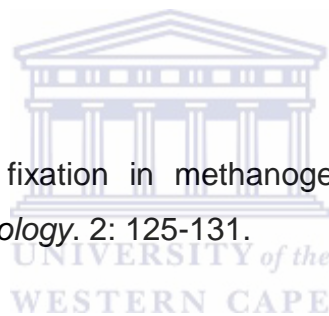 fixation in methanoge
ology. 2: 125-131.
UNIVERSITY of the
WESTERN CAPE